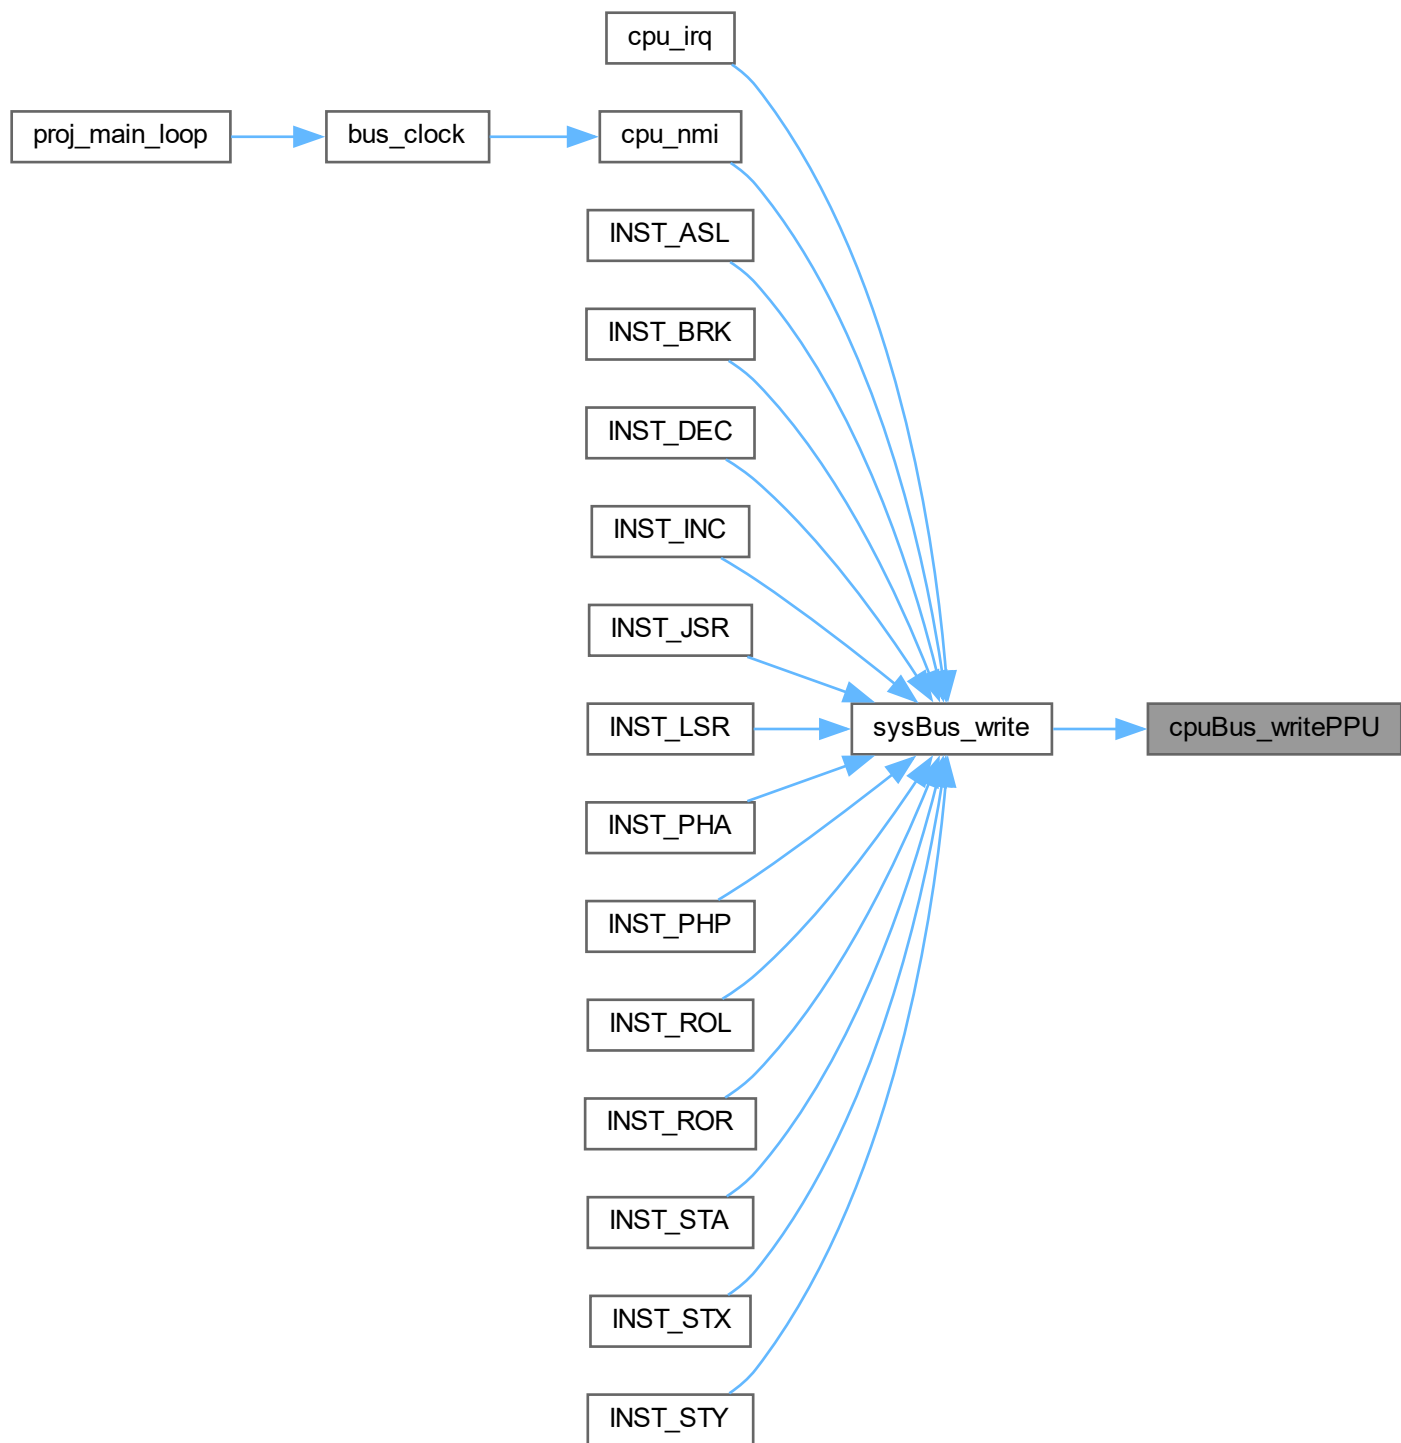 cpu_irq
proj_main_loop
bus_clock
cpu_nmi
INST_ASL
INST_BRK
INST_DEC
INST_INC
INST_JSR
INST_LSR
sysBus_write
cpuBus_writePPU
INST_PHA
INST_PHP
INST_ROL
INST_ROR
INST_STA
INST_STX
INST_STY